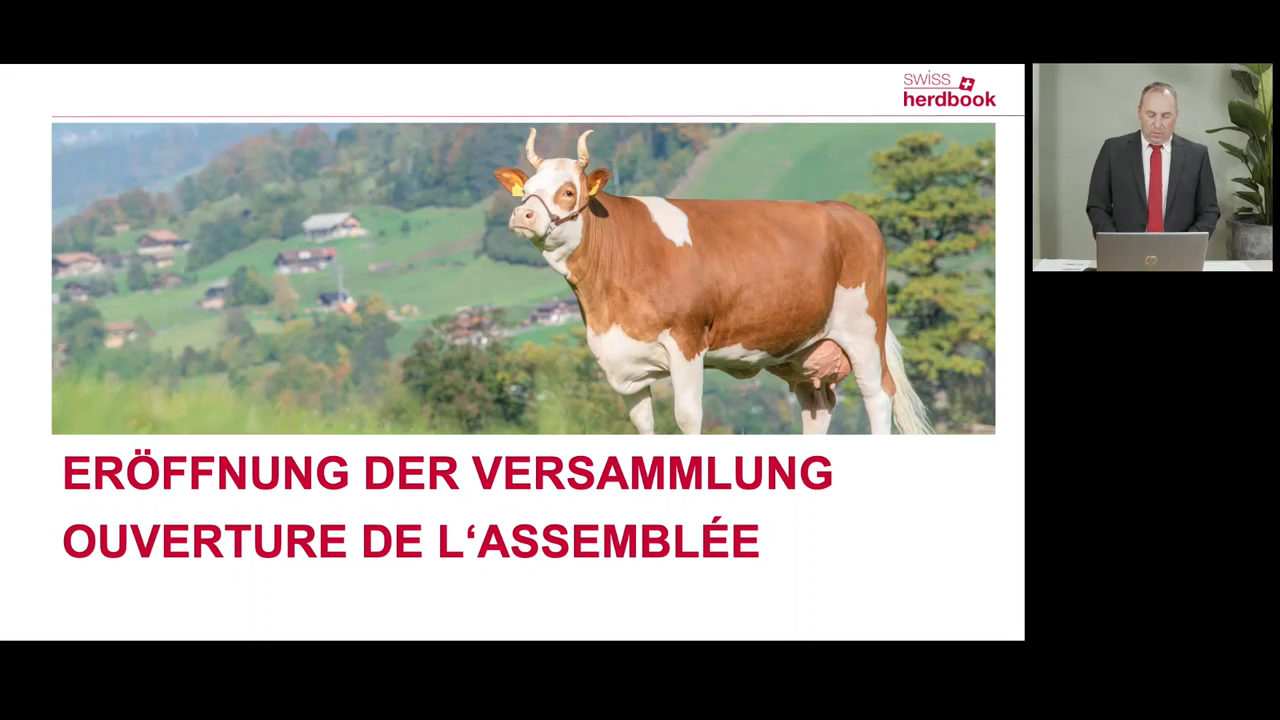 swiss
herdbook
ERÖFFNUNG DER VERSAMMLUNG
OUVERTURE DE L‘ASSEMBLÉE